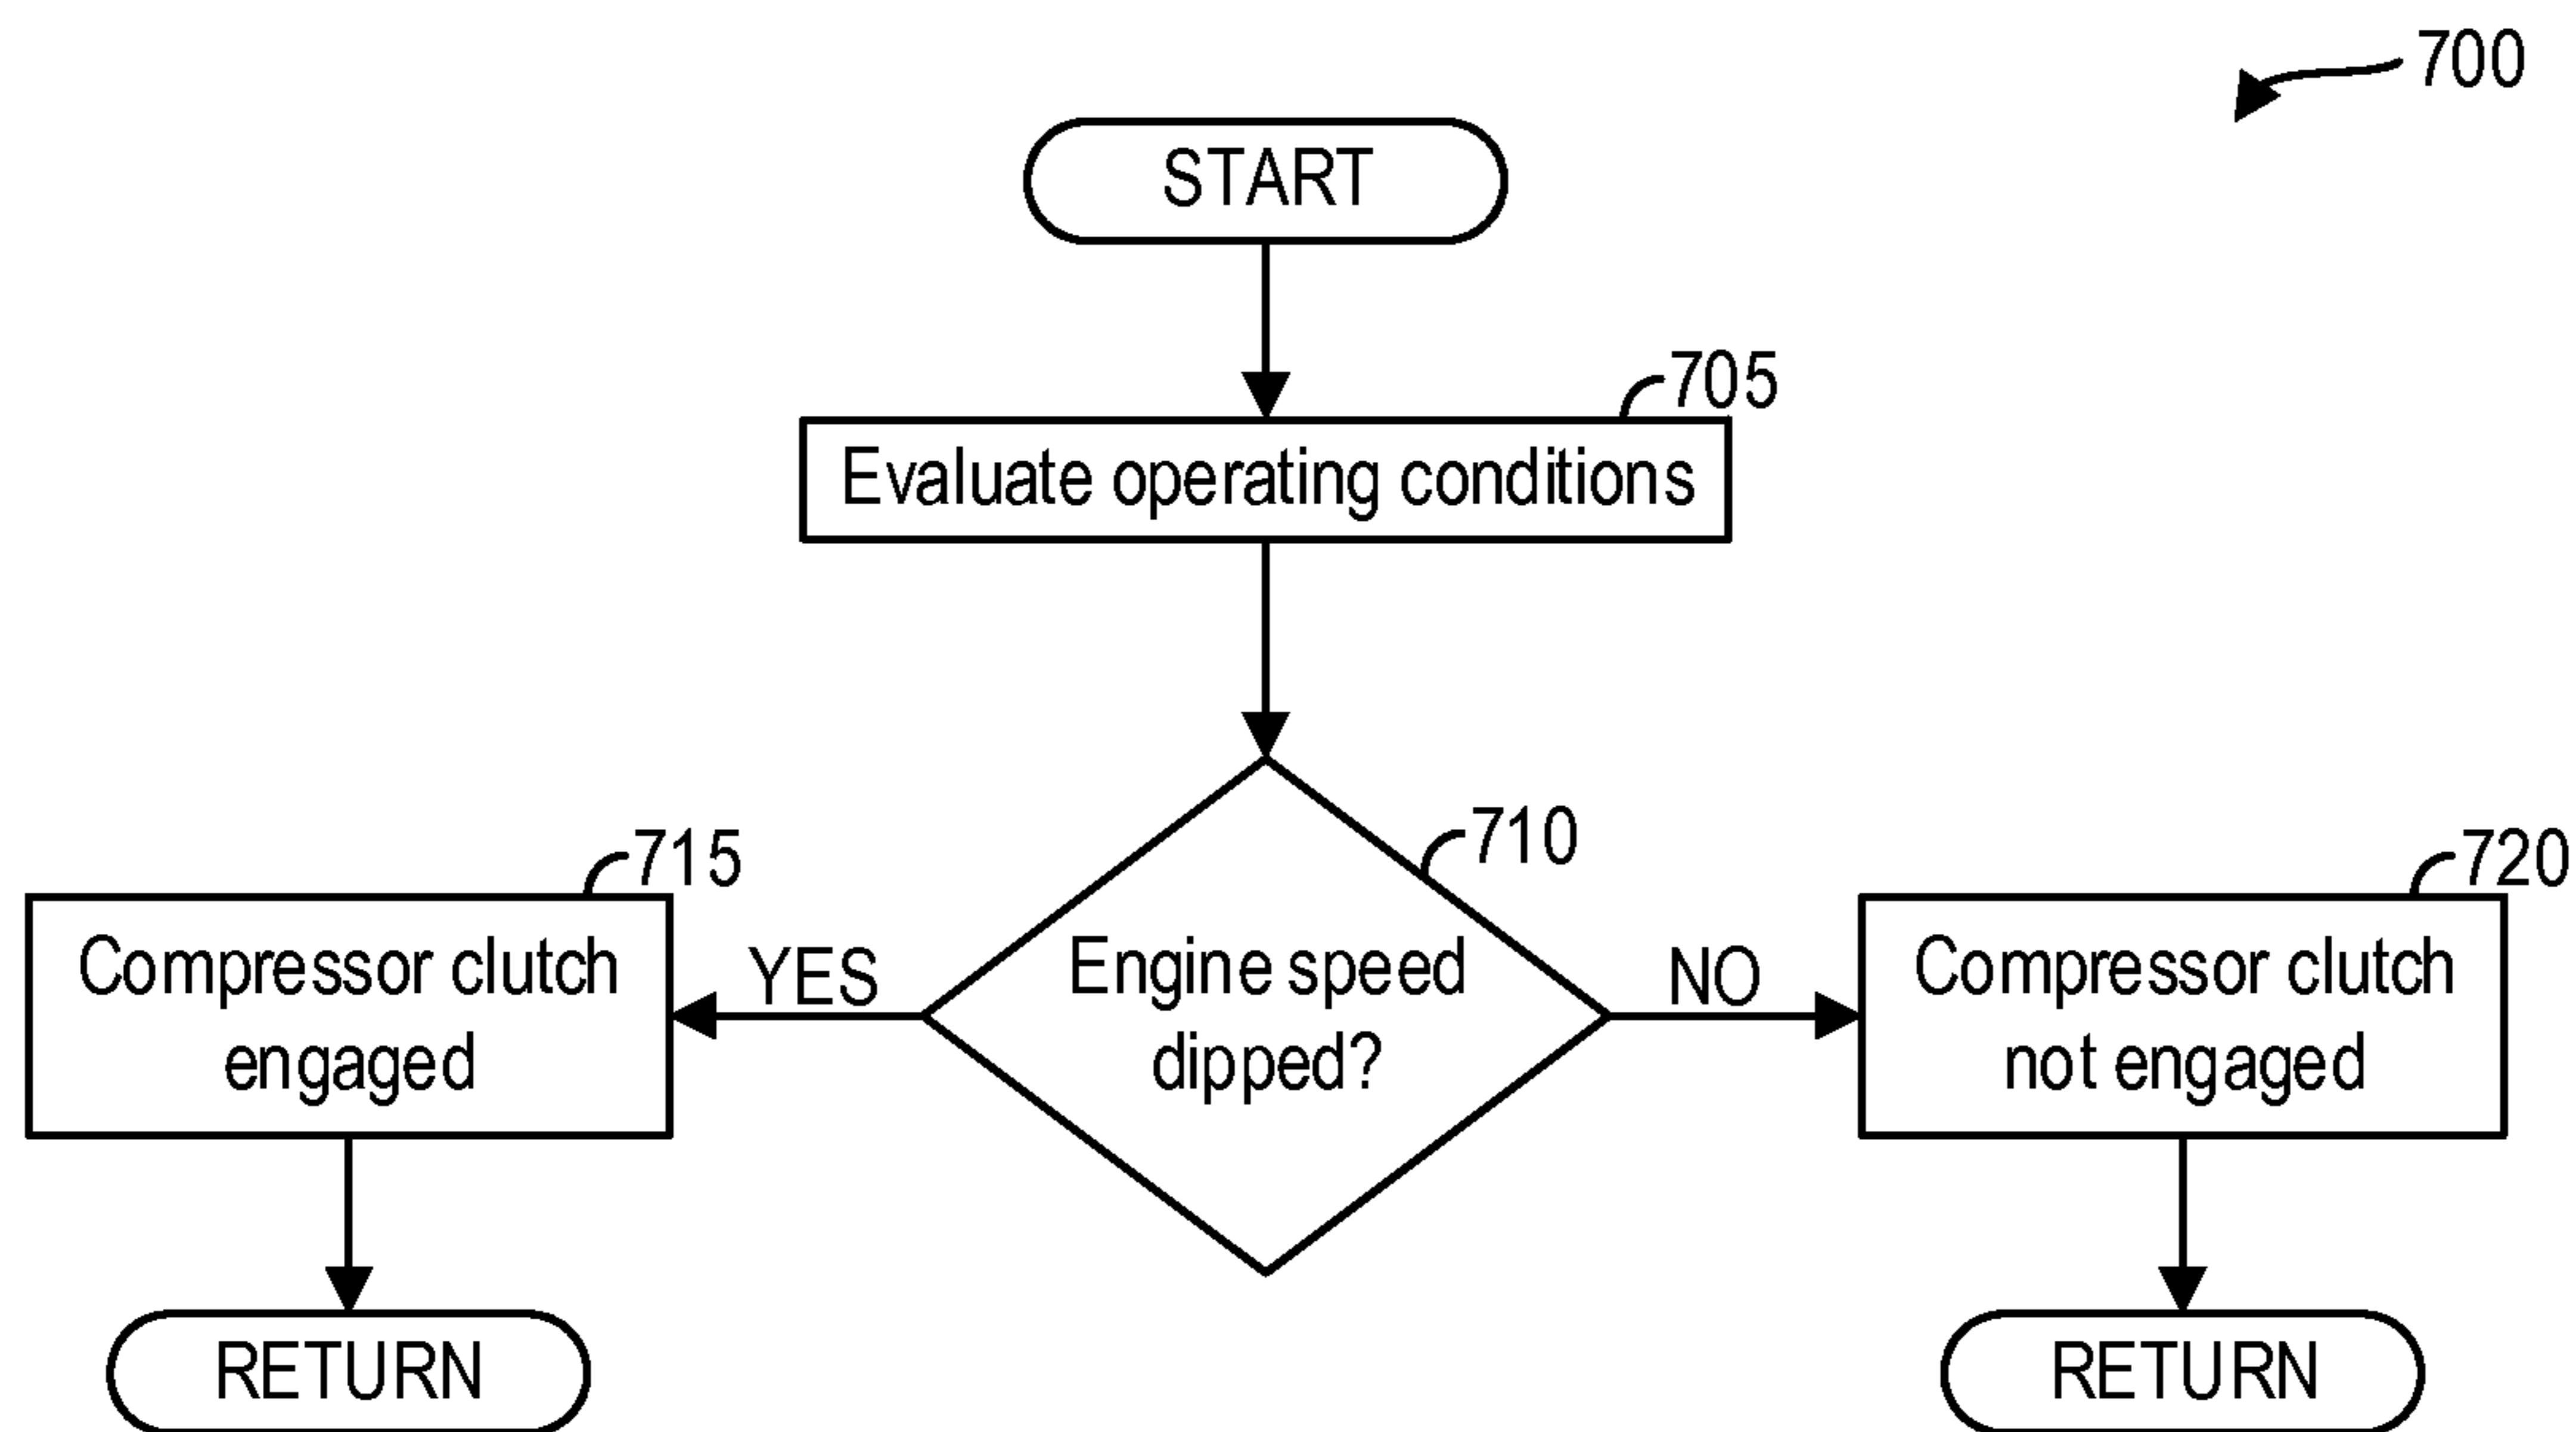 700
START
705
Evaluate operating conditions
710
Engine speed
dipped?
YES
715
Compressor clutch
engaged
NO
720
Compressor clutch
not engaged
RETURN
RETURN